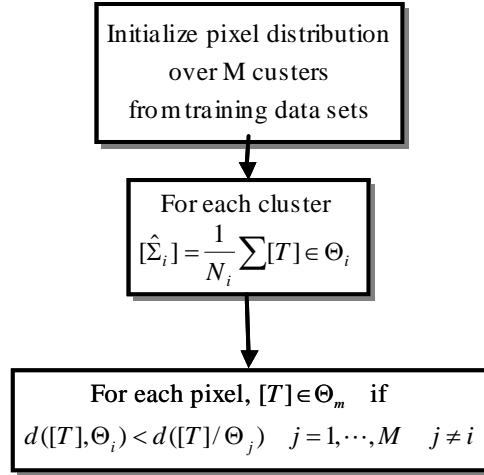 Initialize pixel distribution
over M custers
from training data sets
For each cluster
[Σ̂_i] = 1/N_i ∑[T] ∈ Θ_i
For each pixel, [T] ∈ Θ_m if
d([T],Θ_i) < d([T]/Θ_j) j = 1,⋯,M j ≠ i